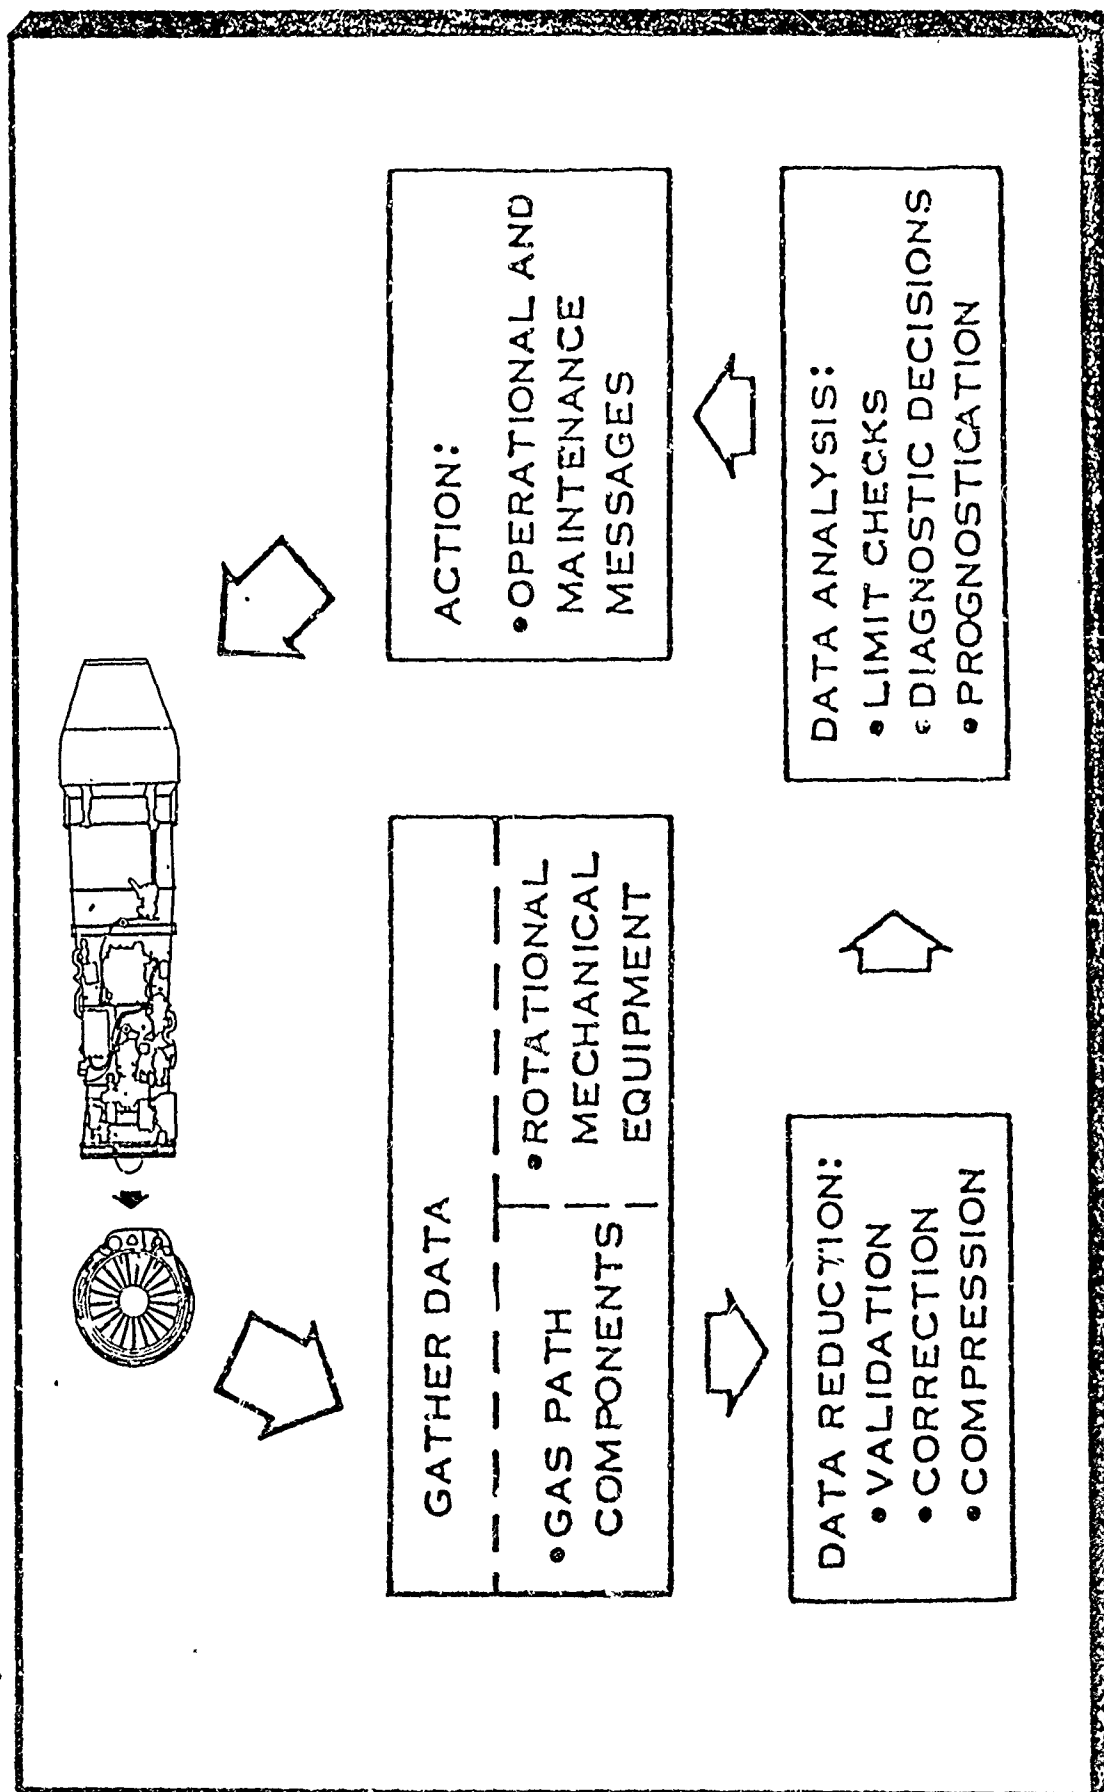 GATHER DATA
•GAS PATH
COMPONENTS
•ROTATIONAL
MECHANICAL
EQUIPMENT
DATA REDUCTION:
•VALIDATION
•CORRECTION
•COMPRESSION
DATA ANALYSIS:
•LIMIT CHECKS
•DIAGNOSTIC DECISIONS
•PROGNOSTICATION
ACTION:
•OPERATIONAL AND
MAINTENANCE
MESSAGES